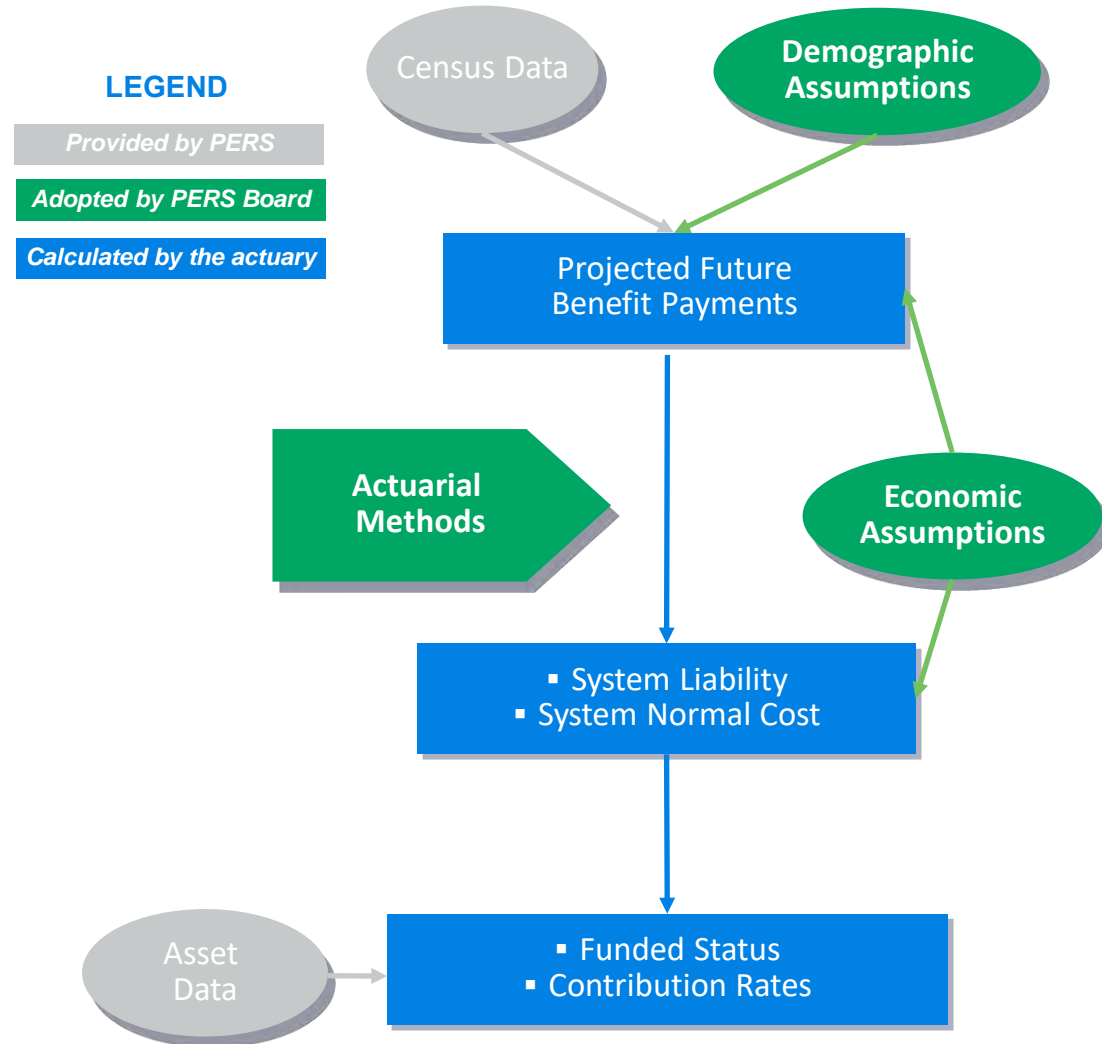 LEGEND
Provided by PERS
Adopted by PERS Board
Calculated by the actuary
Census Data
Demographic
Assumptions
Projected Future
Benefit Payments
Actuarial
Methods
Economic
Assumptions
▪ System Liability
▪ System Normal Cost
Asset
Data
▪ Funded Status
▪ Contribution Rates